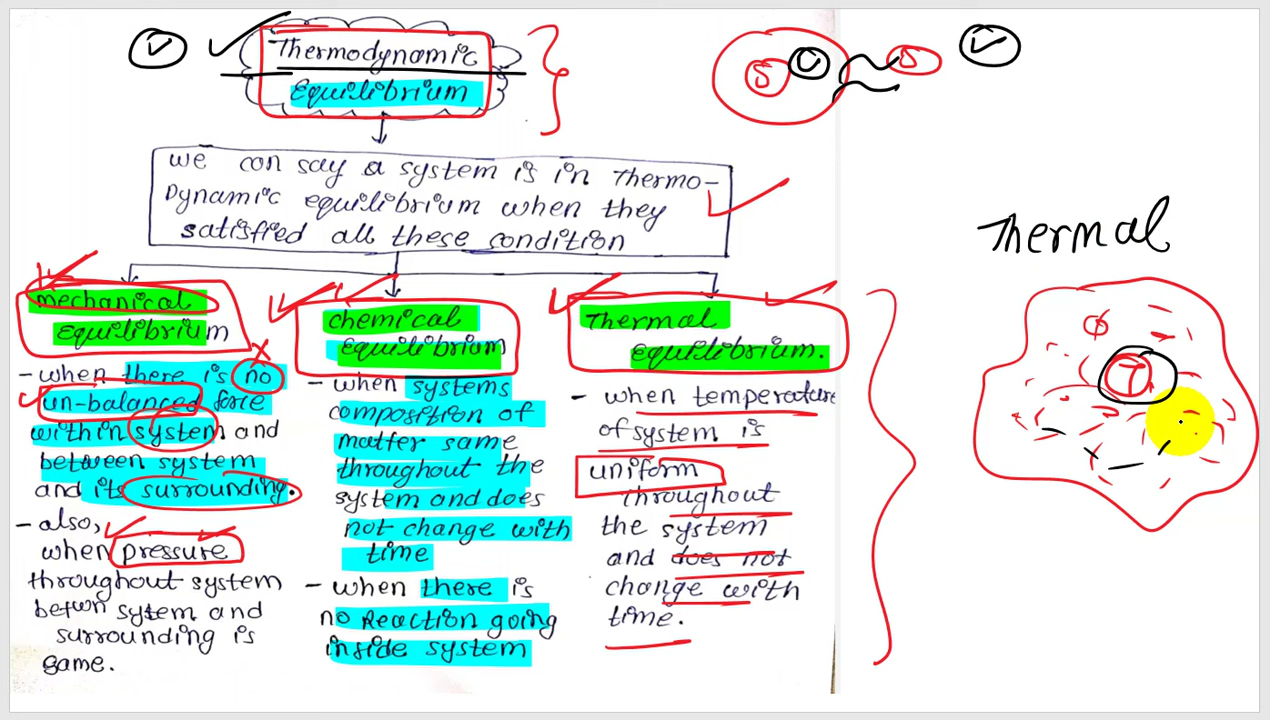 Thermodynamic
Equilibrium
S
S
we can say a system is in Thermo-
Dynamic equilibrium when they
satisfied all these condition
mechanical
equilibrium
- when there is no
un-balanced force
within system and
between system
and its surrounding.
- also,
when pressure
throughout system
betwn sytem and
surrounding is
same.
chemical
equilibrium
- when systems
composition of
matter same
throughout the
system and does
not change with
time
- when there is
no Reaction going
inside system
Thermal
equilibrium.
- when temperature
of system is
uniform
throughout
the system
and does not
change with
time.
Thermal
T